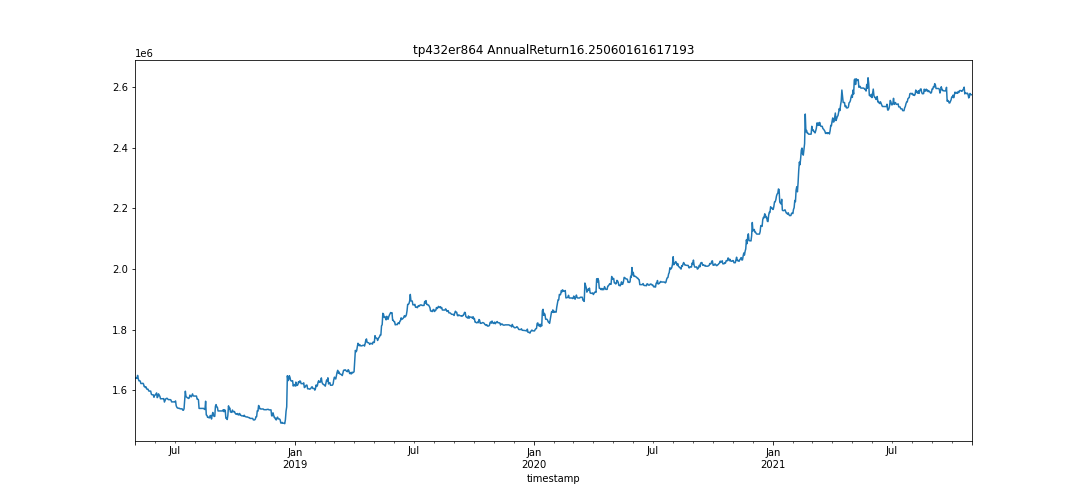 tp432er864 AnnualReturn16.25060161617193
1e6
2.6
2.4
2.2
2.0
1.8
1.6
Jul Jan Jul Jan Jul Jan Jul
2019 2020 2021
timestamp